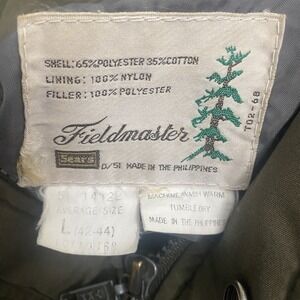 SHELL: 65% POLYESTER 35% COTTON
LINING: 100% NYLON
FILLER: 100% POLYESTER
Fieldmaster
Sears
D/51 MADE IN THE PHILIPPINES
T02-68
AVERAGE SIZE
L (42-44)
MACHINE WASH WARM
TUMBLE DRY
MADE IN THE PHILIPPINES